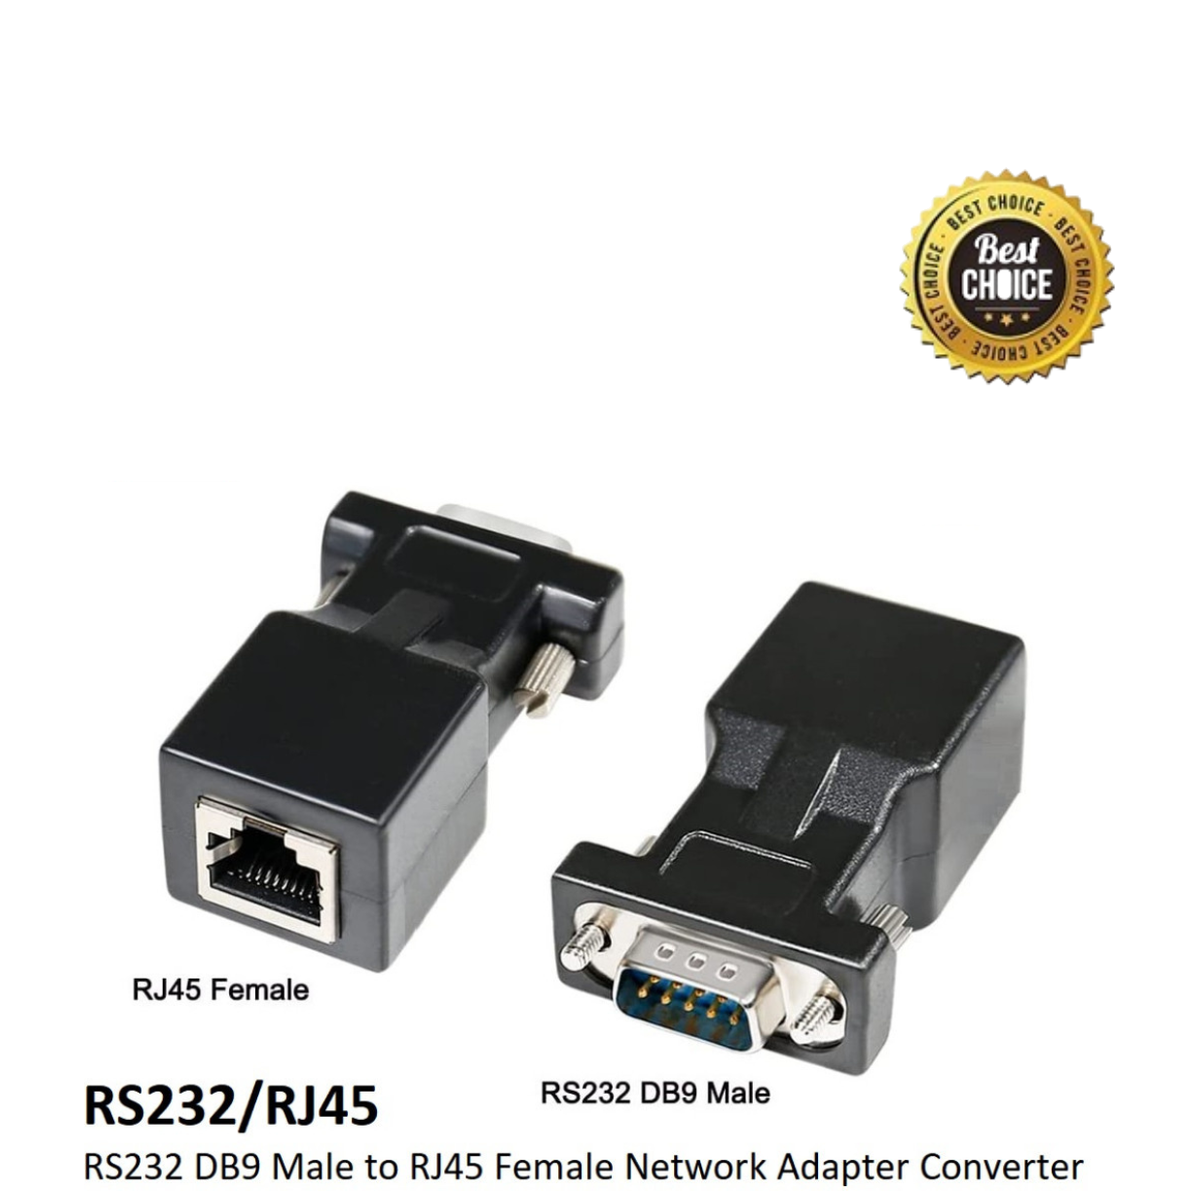 BEST CHOICE · BEST CHOICE · BEST CHOICE · BEST CHOICE ·
Best
CHOICE
RJ45 Female
RS232 DB9 Male
RS232/RJ45
RS232 DB9 Male to RJ45 Female Network Adapter Converter